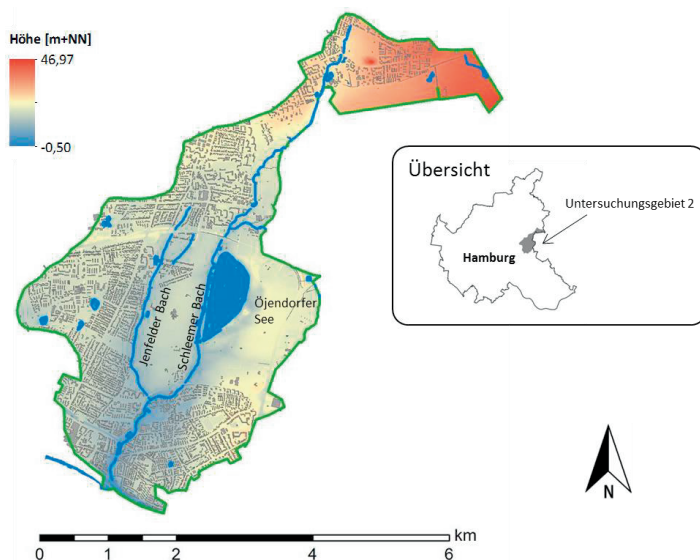 Höhe [m+NN]
46,97
-0,50
Übersicht
Untersuchungsgebiet 2
Hamburg
Jenfelder Bach
Schleemer Bach
Öjendorfer
See
N
km
0 1 2 4 6